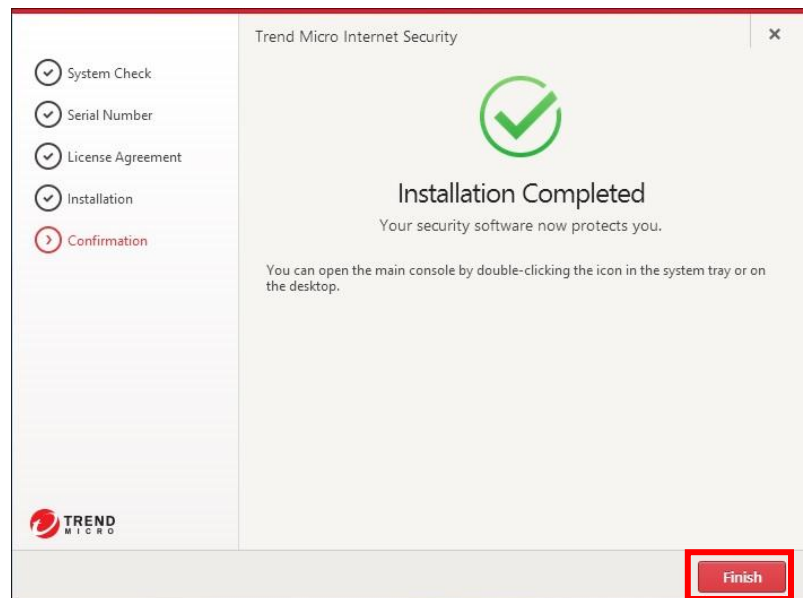 Trend Micro Internet Security
System Check
Serial Number
License Agreement
Installation
Confirmation
Installation Completed
Your security software now protects you.
You can open the main console by double-clicking the icon in the system tray or on
the desktop.
TREND
MICRO
Finish